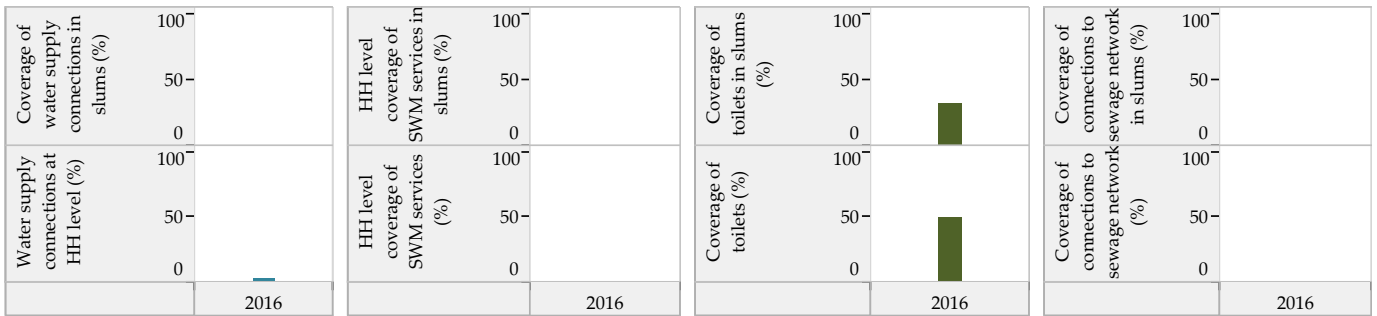 Coverage of
water supply
connections in
slums (%)
100
50
0
Water supply
connections at
HH level (%)
100
50
0
2016
HH level
coverage of
SWM services in
slums (%)
100
50
0
HH level
coverage of
SWM services
(%)
100
50
0
2016
Coverage of
toilets in slums
(%)
100
50
0
Coverage of
toilets (%)
100
50
0
2016
Coverage of
connections to
sewage network
in slums (%)
100
50
0
Coverage of
connections to
sewage network
(%)
100
50
0
2016